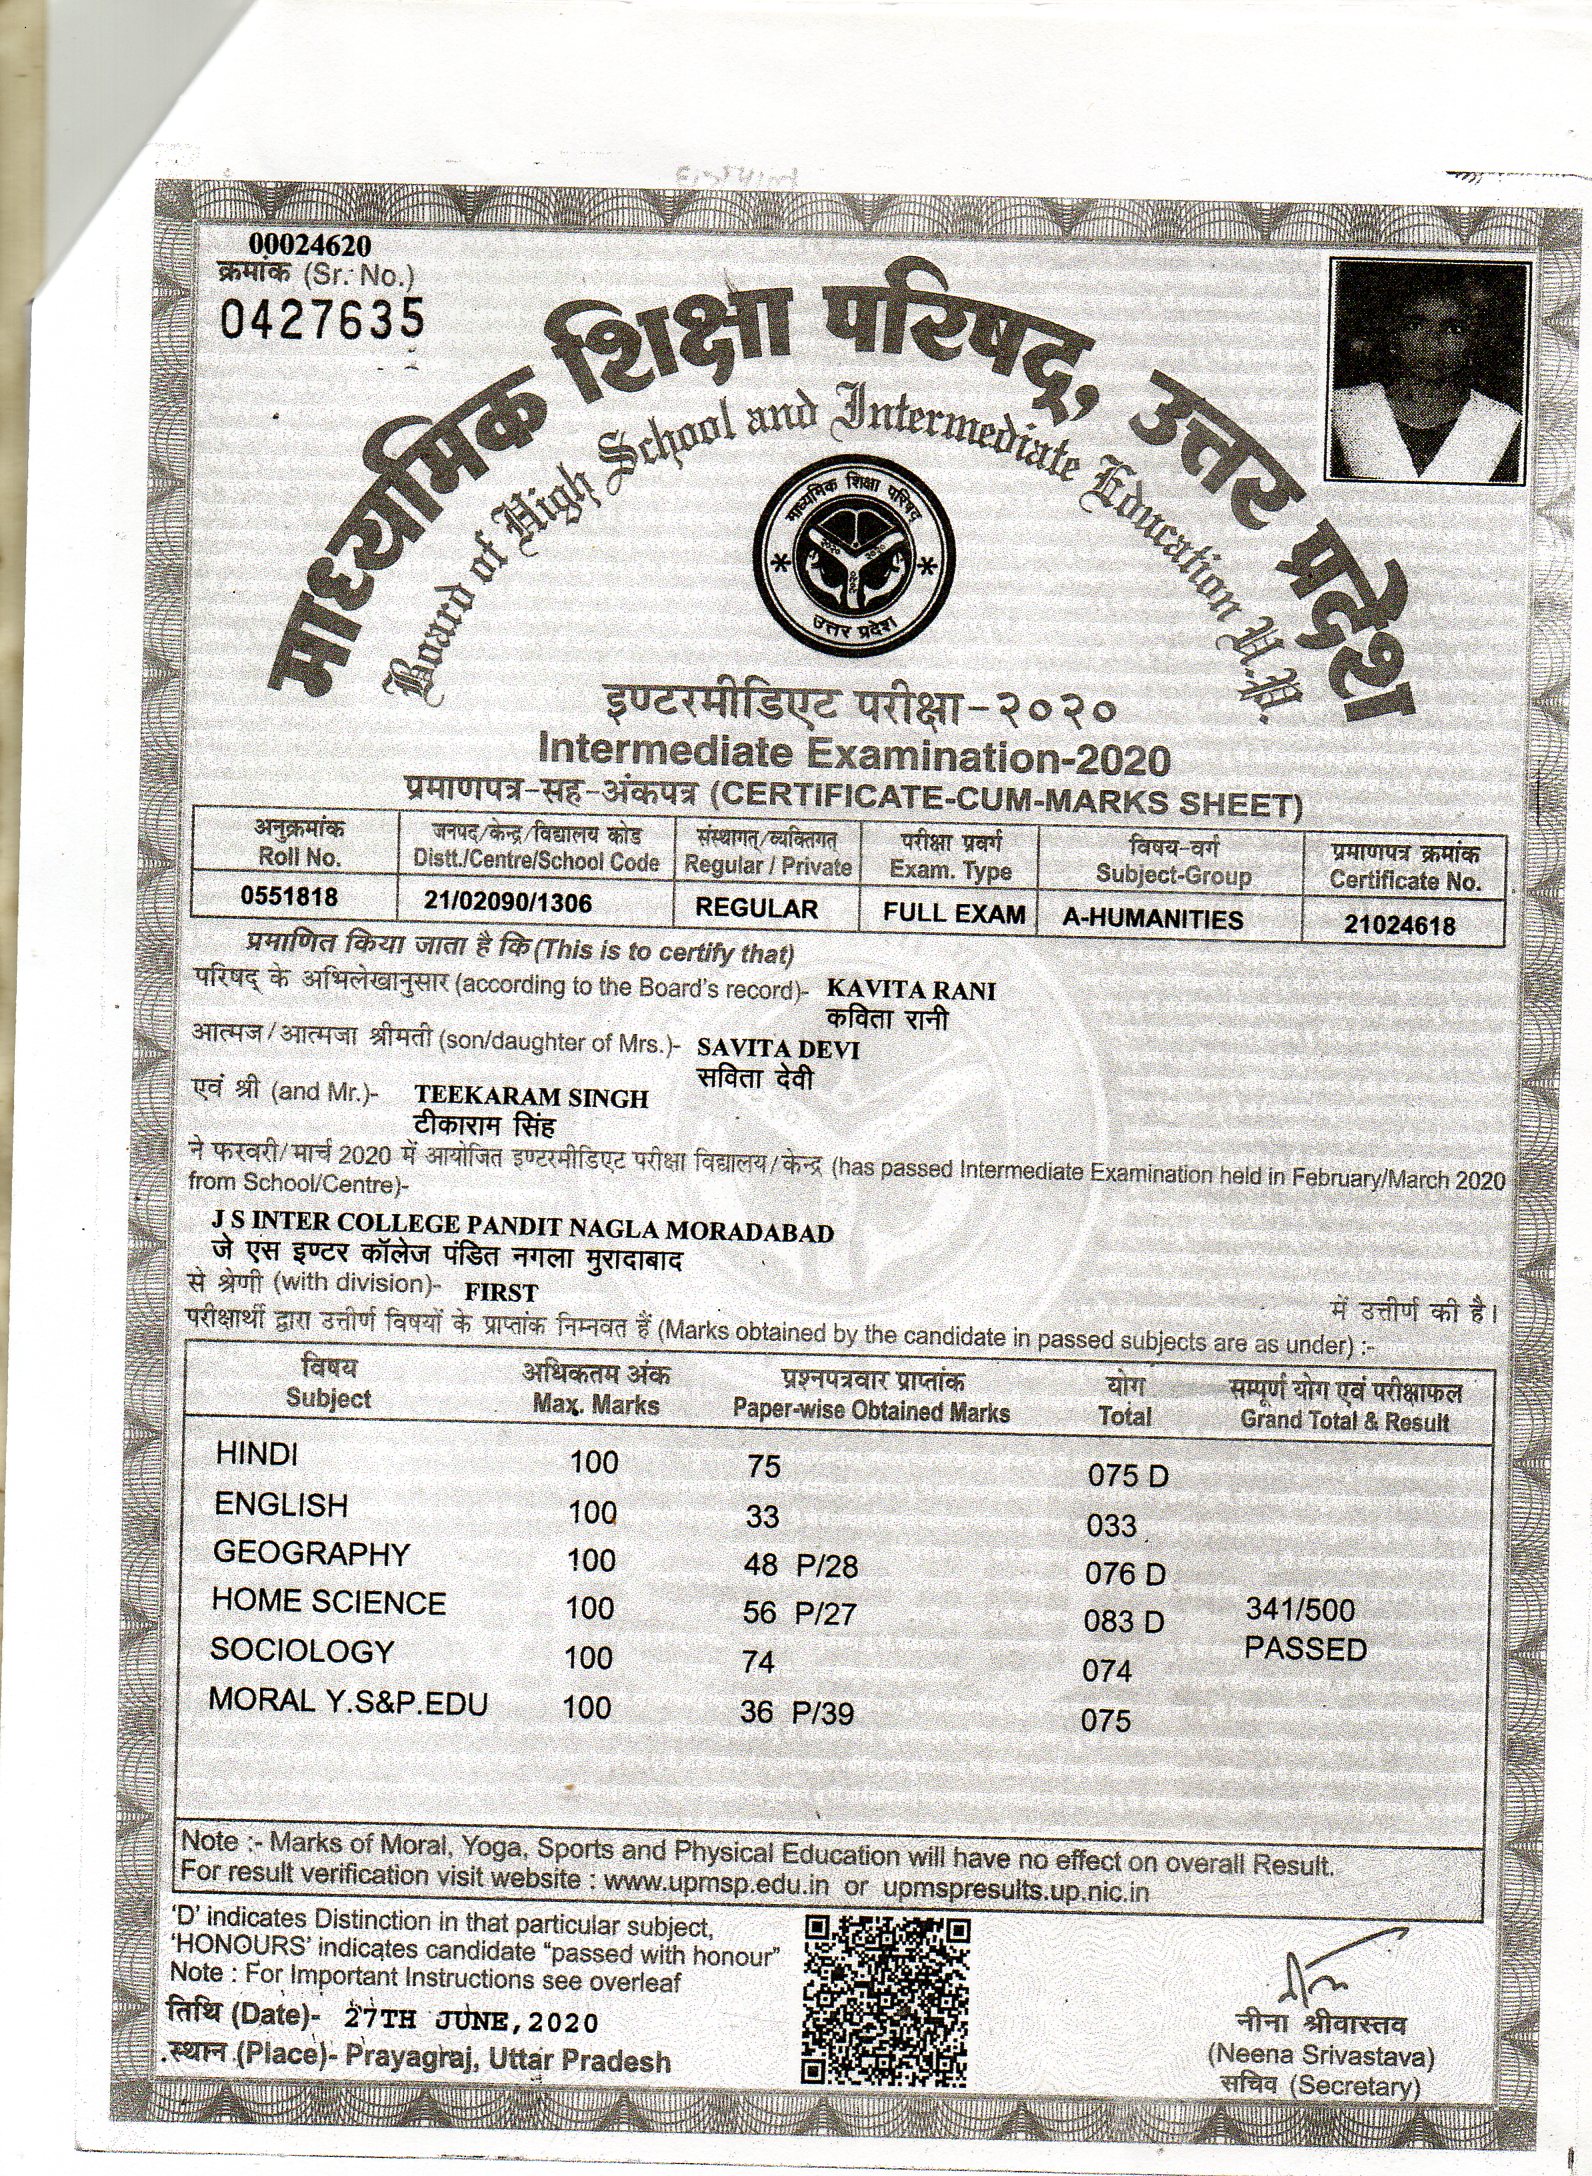 00024620
क्रमांक (Sr. No.)
0427635
माध्यमिक शिक्षा परिषद्, उत्तर प्रदेश
Board of High School and Intermediate Education U.P.
माध्यमिक शिक्षा परिषद्
उत्तर प्रदेश
इण्टरमीडिएट परीक्षा-२०२०
Intermediate Examination-2020
प्रमाणपत्र-सह-अंकपत्र (CERTIFICATE-CUM-MARKS SHEET)
अनुक्रमांक जनपद/केन्द्र/विद्यालय कोड संस्थागत्/व्यक्तिगत् परीक्षा प्रवर्ग विषय-वर्ग प्रमाणपत्र क्रमांक
Roll No. Distt./Centre/School Code Regular / Private Exam. Type Subject-Group Certificate No.
0551818 21/02090/1306 REGULAR FULL EXAM A-HUMANITIES 21024618
प्रमाणित किया जाता है कि (This is to certify that)
परिषद् के अभिलेखानुसार (according to the Board's record)- KAVITA RANI
कविता रानी
आत्मज/आत्मजा श्रीमती (son/daughter of Mrs.)- SAVITA DEVI
सविता देवी
एवं श्री (and Mr.)- TEEKARAM SINGH
टीकाराम सिंह
ने फरवरी/मार्च 2020 में आयोजित इण्टरमीडिएट परीक्षा विद्यालय/केन्द्र (has passed Intermediate Examination held in February/March 2020
from School/Centre)-
J S INTER COLLEGE PANDIT NAGLA MORADABAD
जे एस इण्टर कॉलेज पंडित नगला मुरादाबाद
से श्रेणी (with division)- FIRST में उत्तीर्ण की है।
परीक्षार्थी द्वारा उत्तीर्ण विषयों के प्राप्तांक निम्नवत हैं (Marks obtained by the candidate in passed subjects are as under) :-
विषय अधिकतम अंक प्रश्नपत्रवार प्राप्तांक योग सम्पूर्ण योग एवं परीक्षाफल
Subject Max. Marks Paper-wise Obtained Marks Total Grand Total & Result
HINDI 100 75 075 D
ENGLISH 100 33 033
GEOGRAPHY 100 48 P/28 076 D
HOME SCIENCE 100 56 P/27 083 D 341/500
SOCIOLOGY 100 74 074 PASSED
MORAL Y.S&P.EDU 100 36 P/39 075
Note :- Marks of Moral, Yoga, Sports and Physical Education will have no effect on overall Result.
For result verification visit website : www.upmsp.edu.in or upmspresults.up.nic.in
'D' indicates Distinction in that particular subject,
'HONOURS' indicates candidate "passed with honour"
Note : For Important Instructions see overleaf
तिथि (Date)- 27TH JUNE,2020
स्थान (Place)- Prayagraj, Uttar Pradesh
नीना श्रीवास्तव
(Neena Srivastava)
सचिव (Secretary)